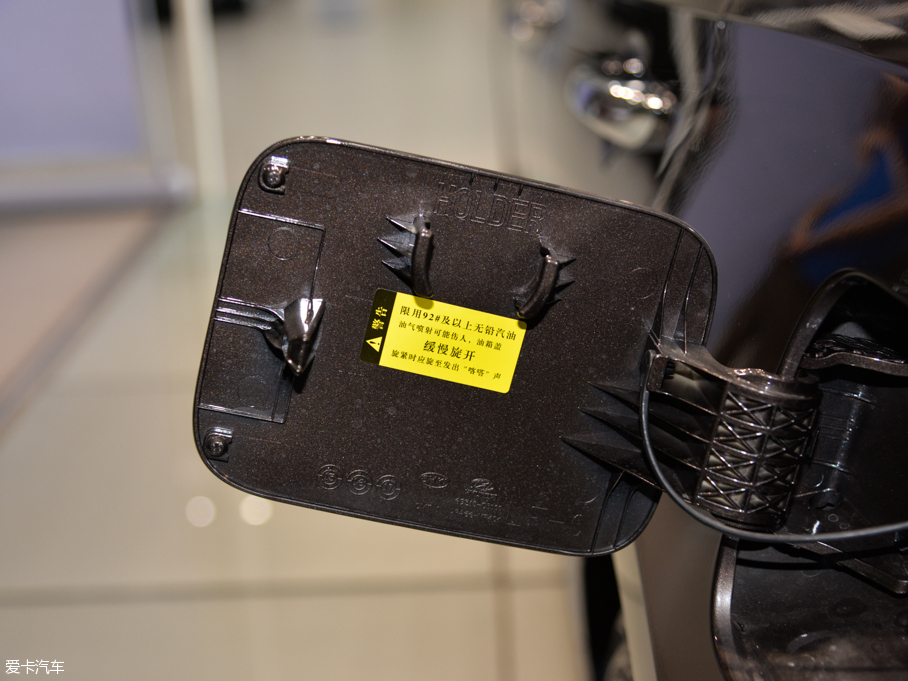 HOLDER
警告
限用92#及以上无铅汽油
油气喷射可能伤人，油箱盖
缓慢旋开
旋紧时应旋至发出“喀嗒”声
爱卡汽车